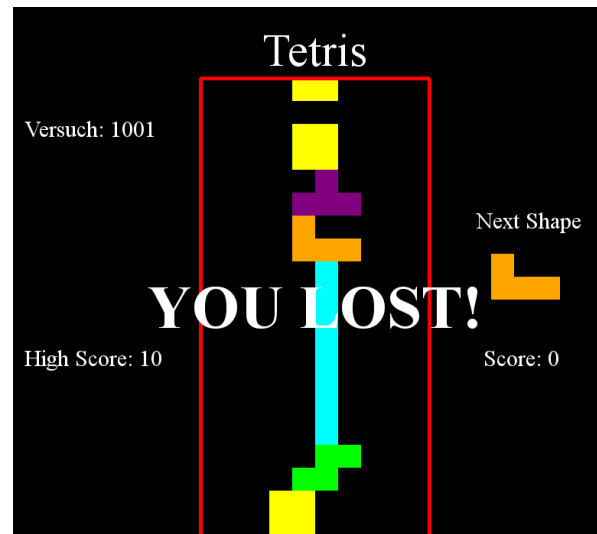 Tetris
Versuch: 1001
Next Shape
YOU LOST!
High Score: 10
Score: 0